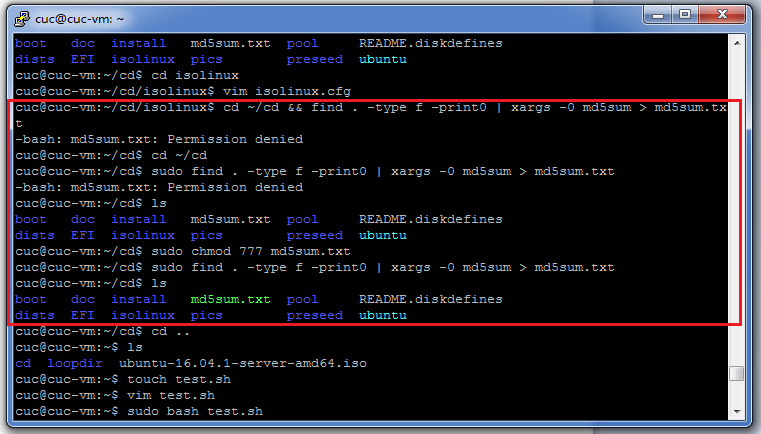 cuc@cuc-vm: ~
boot   doc  install   md5sum.txt  pool     README.diskdefines
dists  EFI  isolinux  pics        preseed  ubuntu
cuc@cuc-vm:~/cd$ cd isolinux
cuc@cuc-vm:~/cd/isolinux$ vim isolinux.cfg
cuc@cuc-vm:~/cd/isolinux$ cd ~/cd && find . -type f -print0 | xargs -0 md5sum > md5sum.tx
t
-bash: md5sum.txt: Permission denied
cuc@cuc-vm:~/cd$ cd ~/cd
cuc@cuc-vm:~/cd$ sudo find . -type f -print0 | xargs -0 md5sum > md5sum.txt
-bash: md5sum.txt: Permission denied
cuc@cuc-vm:~/cd$ ls
boot   doc  install   md5sum.txt  pool     README.diskdefines
dists  EFI  isolinux  pics        preseed  ubuntu
cuc@cuc-vm:~/cd$ sudo chmod 777 md5sum.txt
cuc@cuc-vm:~/cd$ sudo find . -type f -print0 | xargs -0 md5sum > md5sum.txt
cuc@cuc-vm:~/cd$ ls
boot   doc  install   md5sum.txt  pool     README.diskdefines
dists  EFI  isolinux  pics        preseed  ubuntu
cuc@cuc-vm:~/cd$ cd ..
cuc@cuc-vm:~$ ls
cd  loopdir  ubuntu-16.04.1-server-amd64.iso
cuc@cuc-vm:~$ touch test.sh
cuc@cuc-vm:~$ vim test.sh
cuc@cuc-vm:~$ sudo bash test.sh